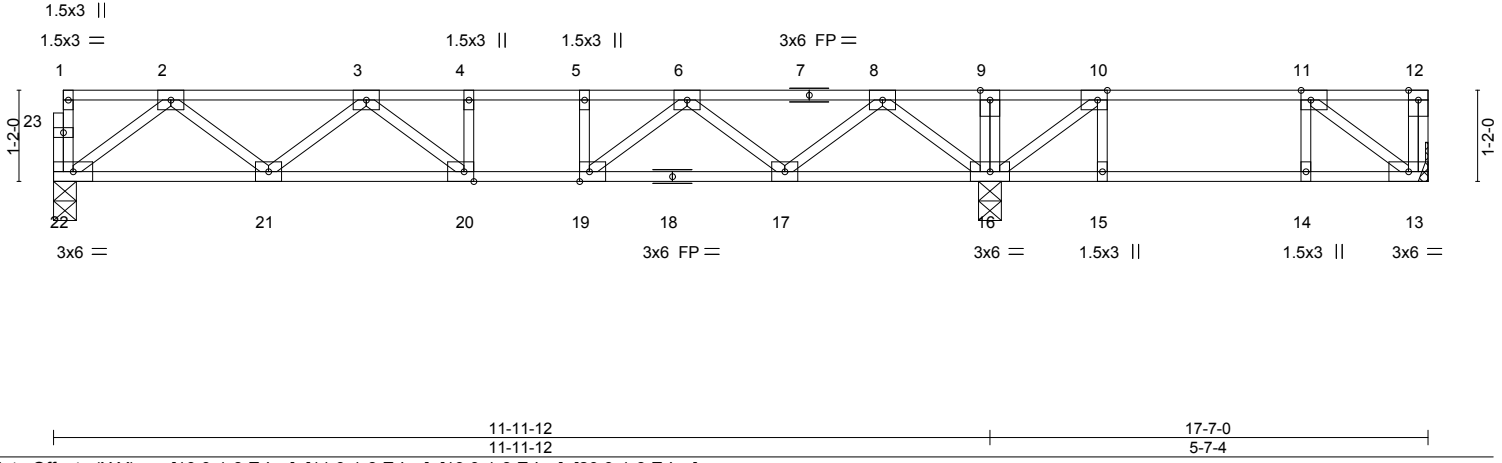 1.5x3 ||
1.5x3 =
1.5x3 ||
1.5x3 ||
3x6 FP =
1 2 3 4 5 6 7 8 9 10 11 12
23
1-2-0
1-2-0
22 21 20 19 18 17 16 15 14 13
3x6 =
3x6 FP =
3x6 =
1.5x3 ||
1.5x3 ||
3x6 =
11-11-12
17-7-0
11-11-12
5-7-4